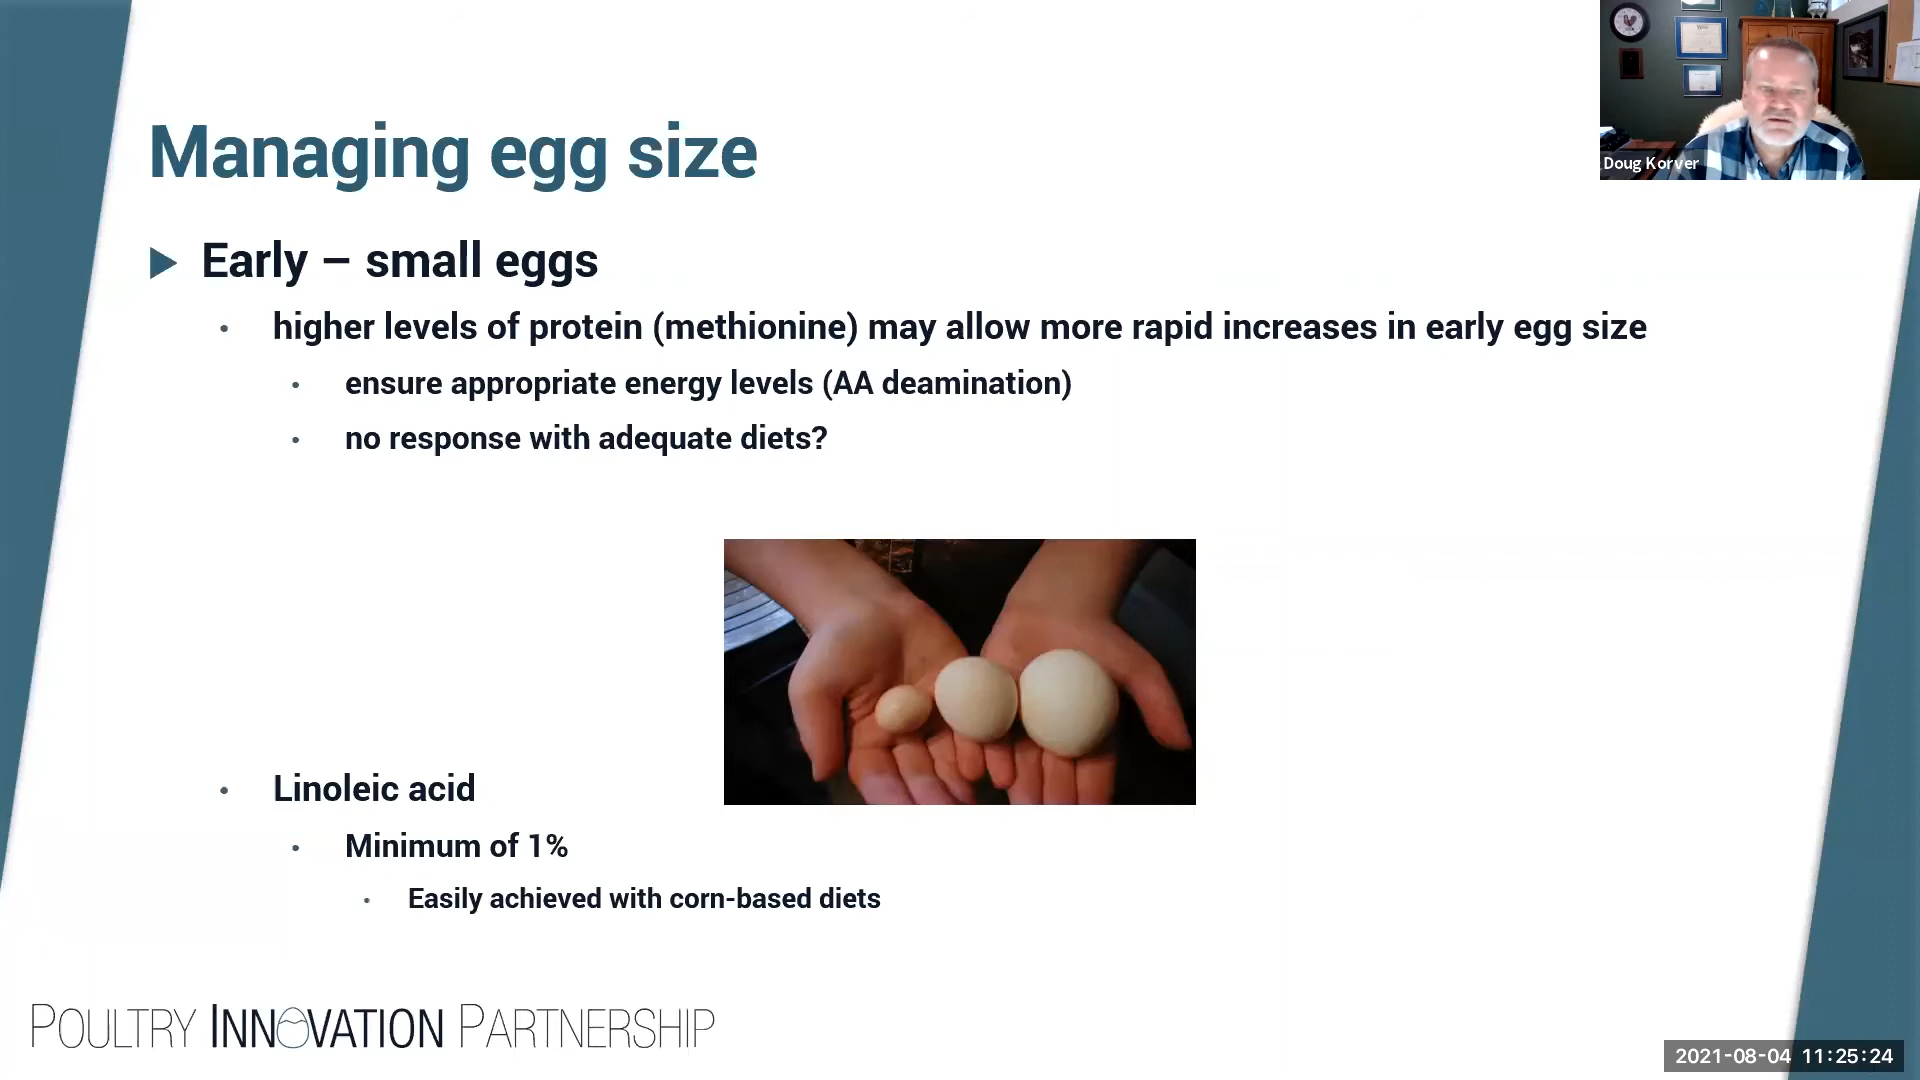 Managing egg size
Doug Korver
Early – small eggs
higher levels of protein (methionine) may allow more rapid increases in early egg size
ensure appropriate energy levels (AA deamination)
no response with adequate diets?
Linoleic acid
Minimum of 1%
Easily achieved with corn-based diets
POULTRY INNOVATION PARTNERSHIP
2021-08-04 11:25:24